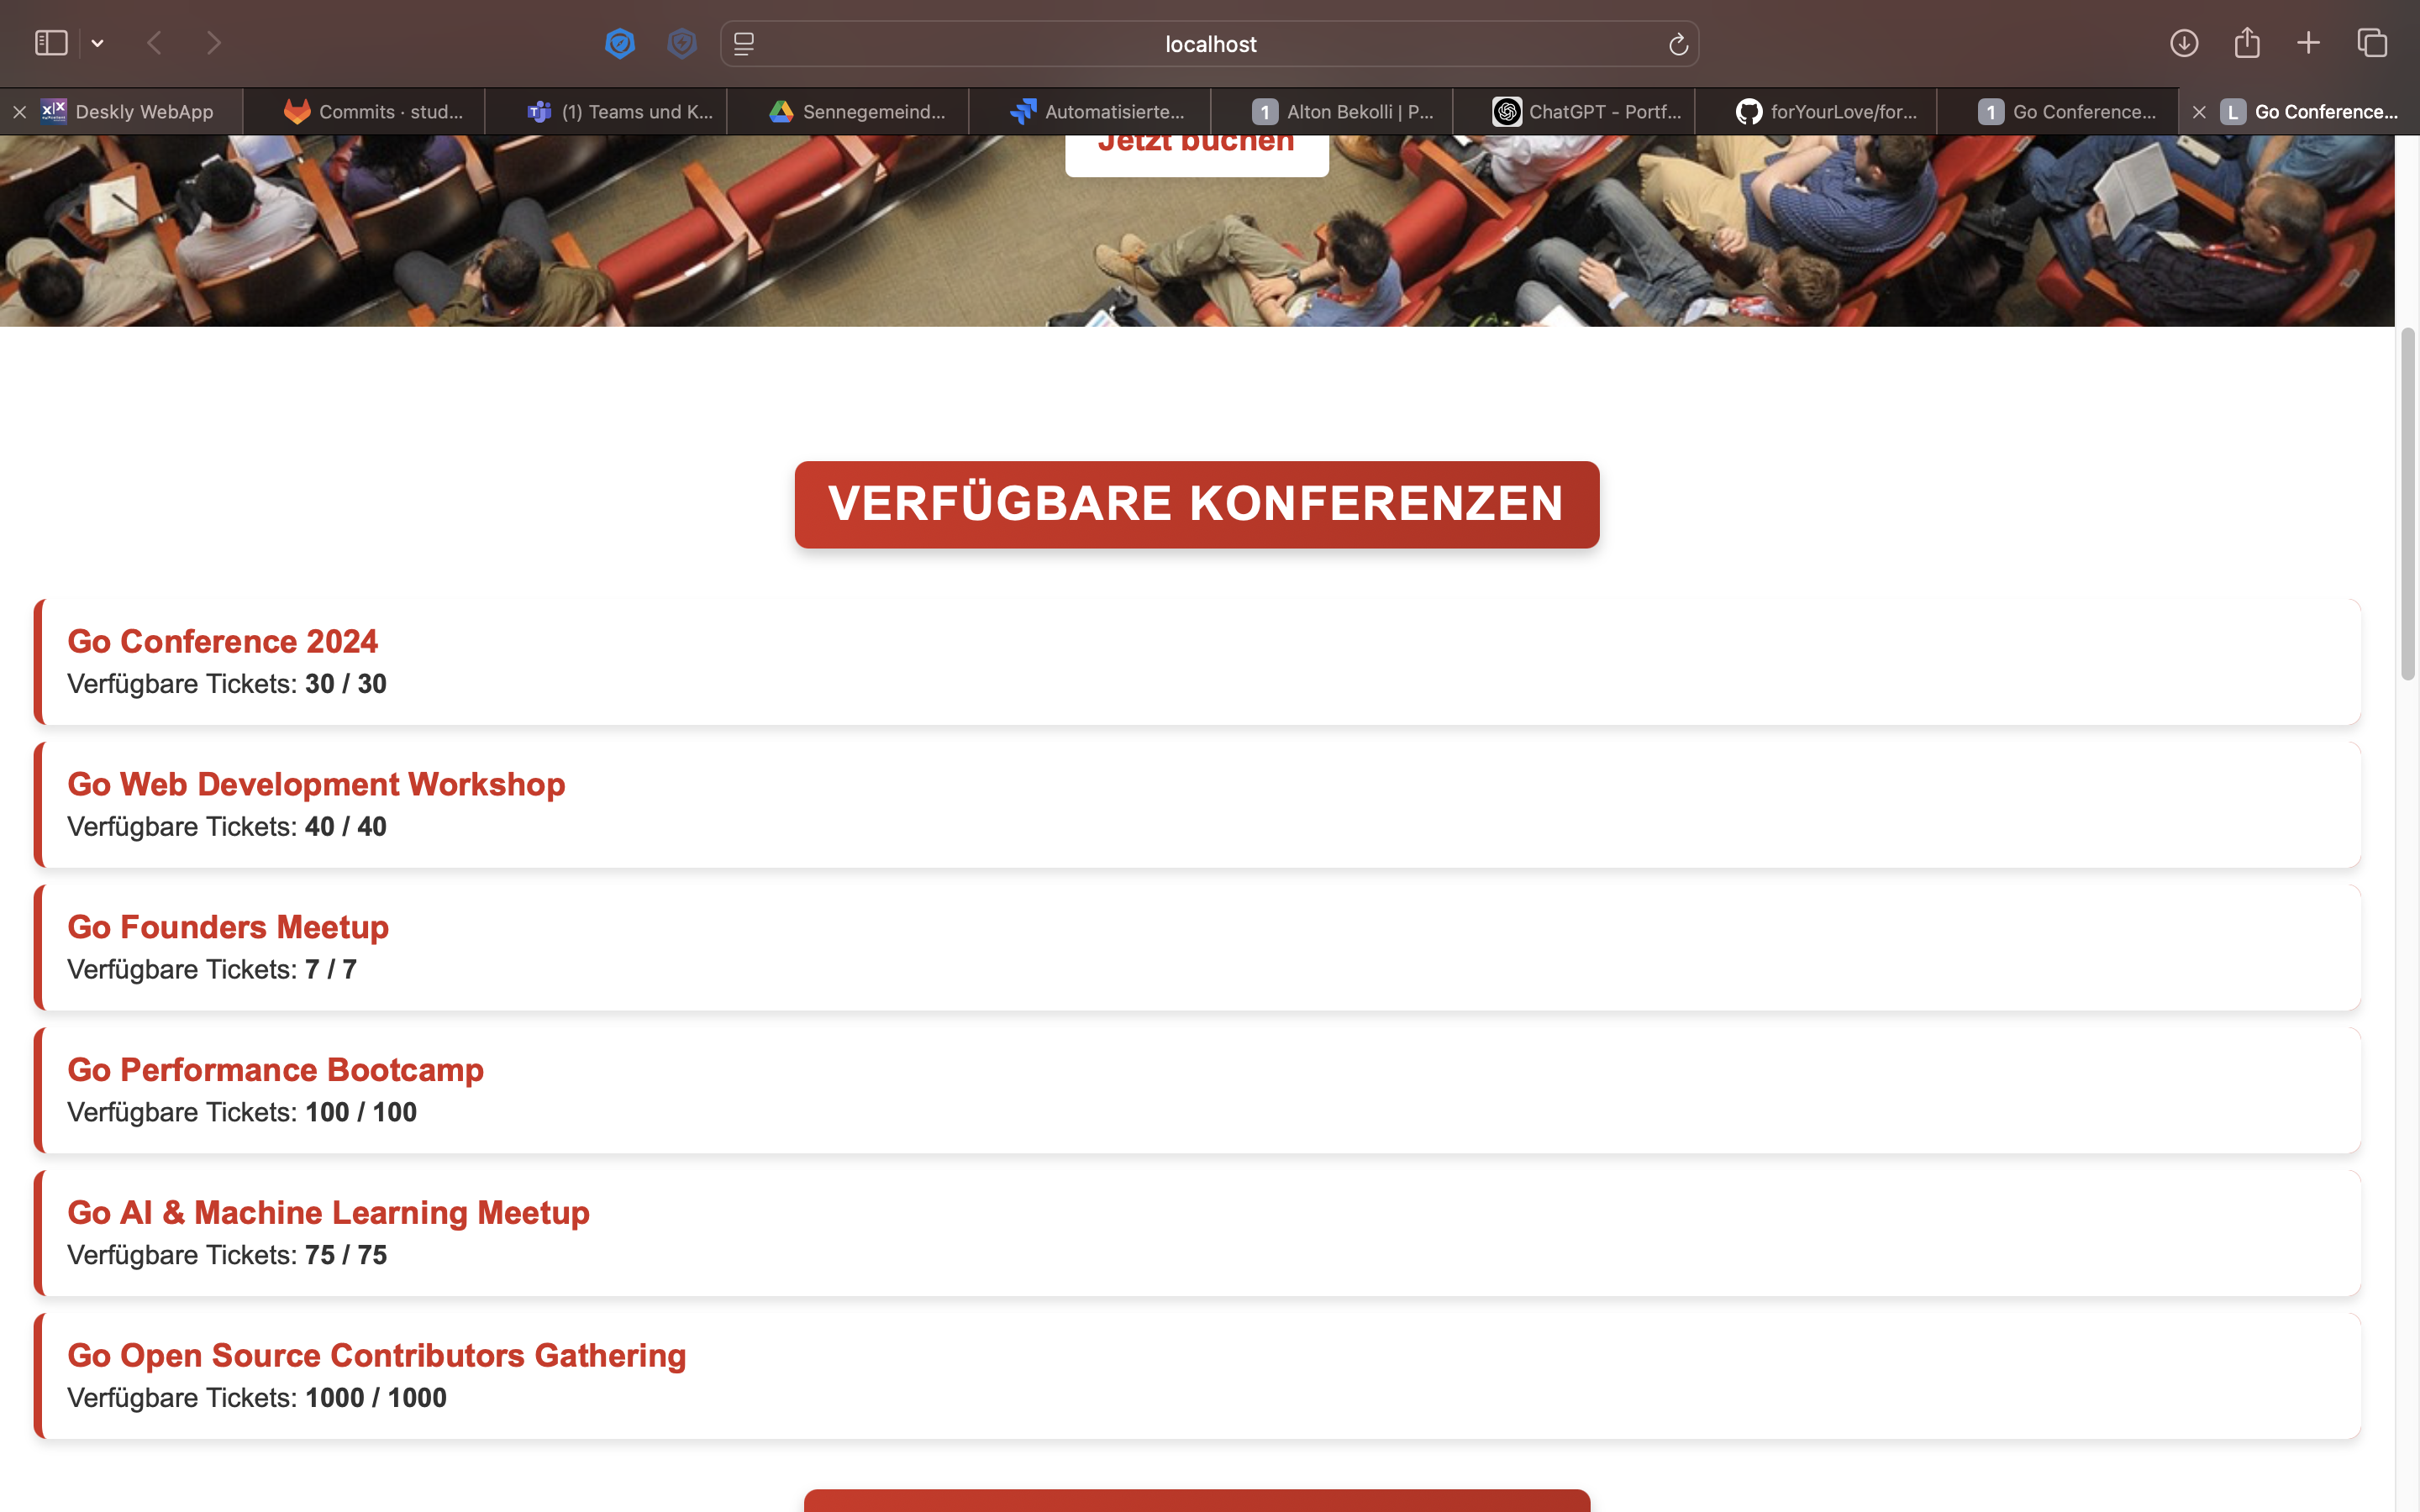 localhost
Deskly WebApp
Commits · stud...
(1) Teams und K...
Sennegemeind...
Automatisierte...
1 Alton Bekolli | P...
ChatGPT - Portf...
forYourLove/for...
1 Go Conference...
L Go Conference...
Jetzt buchen
VERFÜGBARE KONFERENZEN
Go Conference 2024
Verfügbare Tickets: 30 / 30
Go Web Development Workshop
Verfügbare Tickets: 40 / 40
Go Founders Meetup
Verfügbare Tickets: 7 / 7
Go Performance Bootcamp
Verfügbare Tickets: 100 / 100
Go AI & Machine Learning Meetup
Verfügbare Tickets: 75 / 75
Go Open Source Contributors Gathering
Verfügbare Tickets: 1000 / 1000